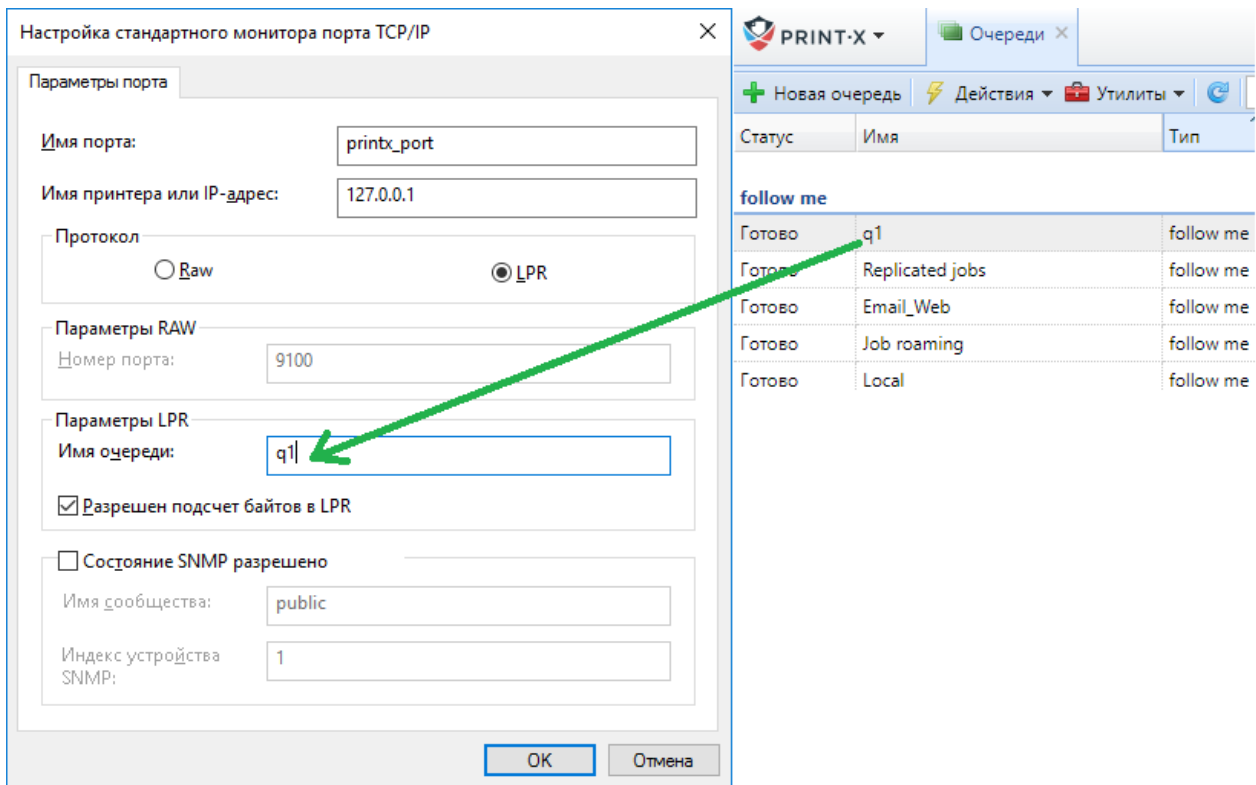 Настройка стандартного монитора порта TCP/IP
Параметры порта
Имя порта:
printx_port
Имя принтера или IP-адрес:
127.0.0.1
Протокол
Raw
LPR
Параметры RAW
Номер порта:
9100
Параметры LPR
Имя очереди:
q1
Разрешен подсчет байтов в LPR
Состояние SNMP разрешено
Имя сообщества:
public
Индекс устройства
SNMP:
1
OK
Отмена
PRINT·X
Очереди
Новая очередь
Действия
Утилиты
Статус
Имя
Тип
follow me
Готово q1 follow me
Готово Replicated jobs follow me
Готово Email_Web follow me
Готово Job roaming follow me
Готово Local follow me